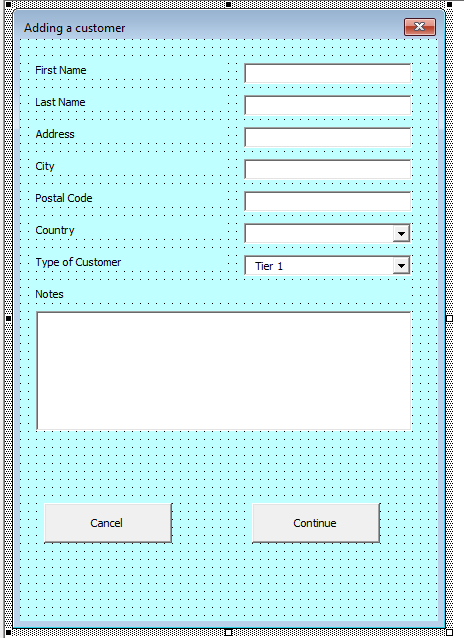 Adding a customer
First Name
Last Name
Address
City
Postal Code
Country
Type of Customer Tier 1
Notes
Cancel Continue